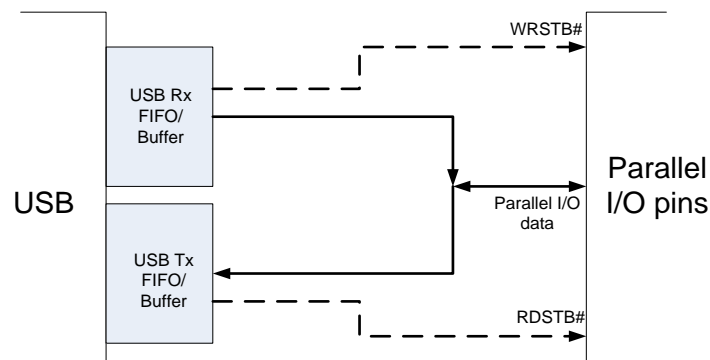 WRSTB#
USB Rx
FIFO/
Buffer
USB
Parallel
I/O pins
Parallel I/O
data
USB Tx
FIFO/
Buffer
RDSTB#